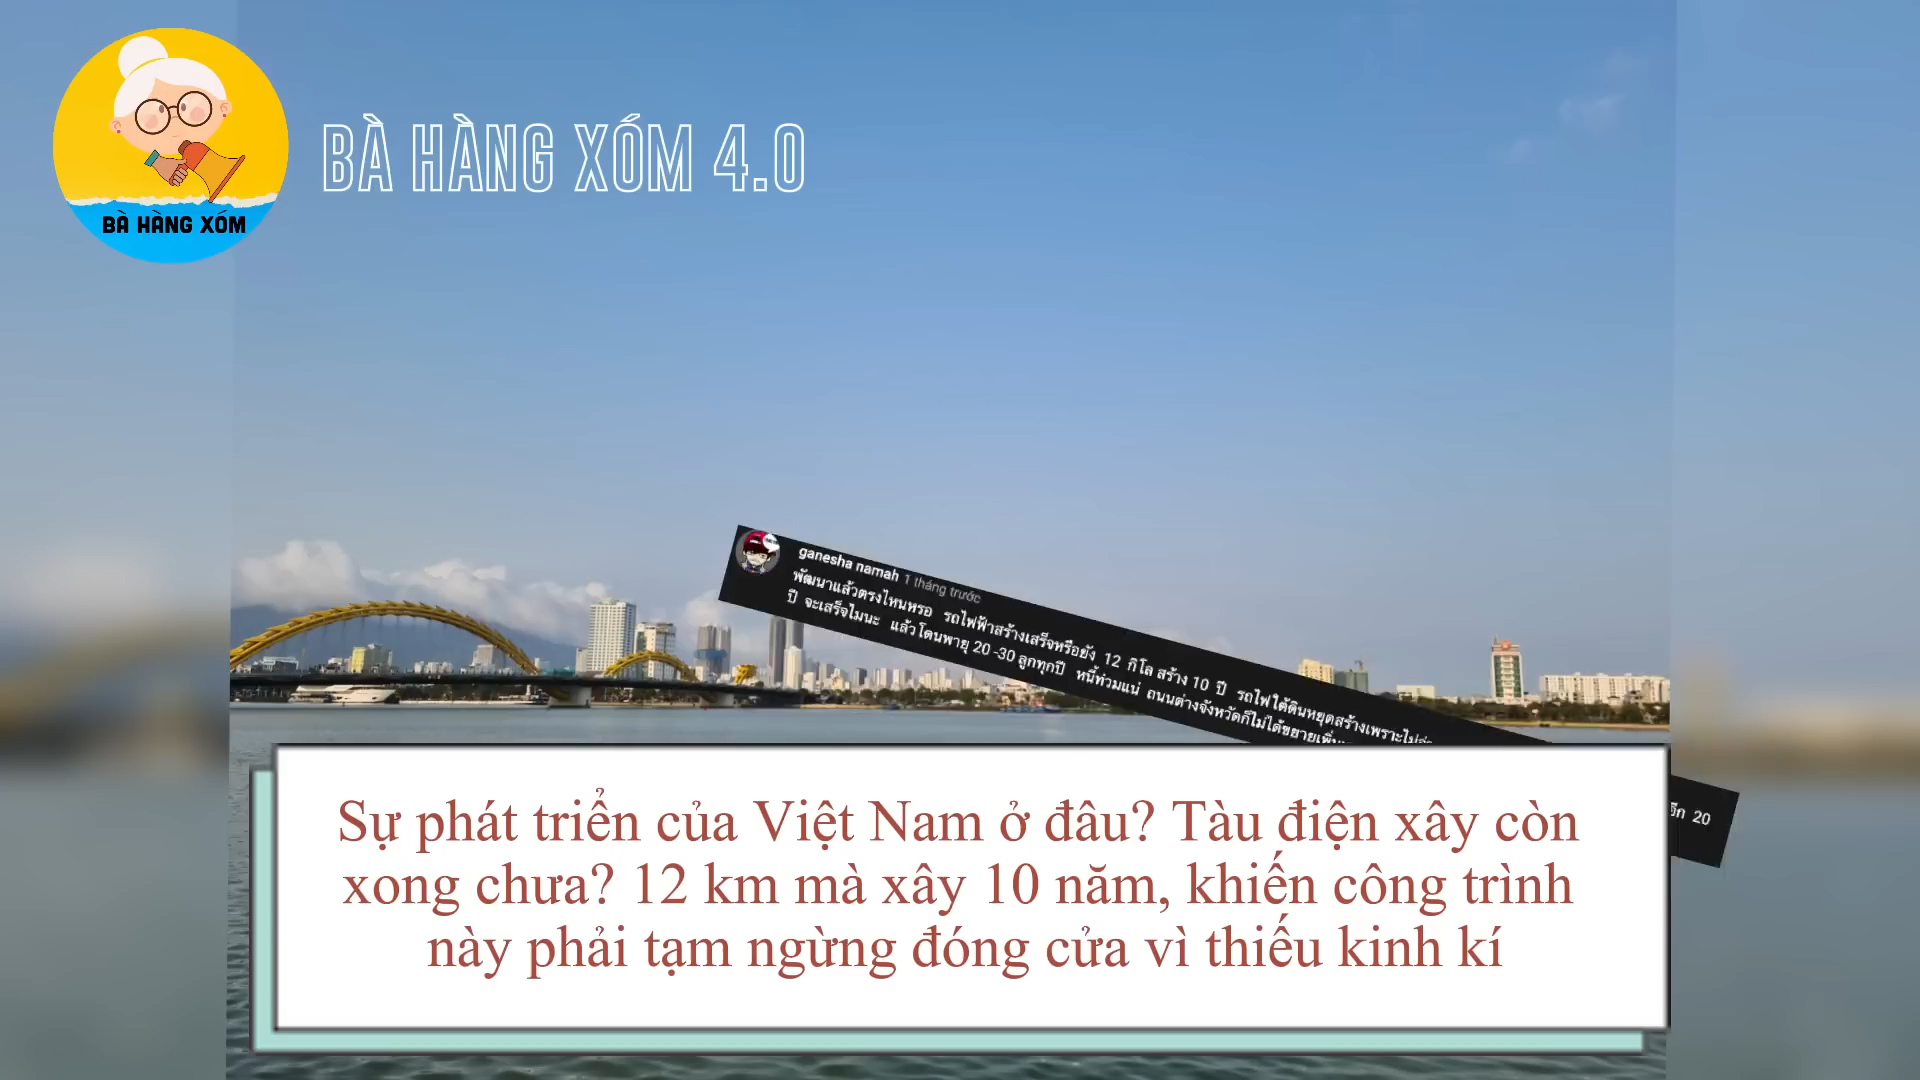 BÀ HÀNG XÓM 4.0
BÀ HÀNG XÓM
ganesha namah 1 tháng trước
พัฒนาแล้วตรงไหนหรอ รถไฟฟ้าสร้างเสร็จหรือยัง 12 กิโล สร้าง 10 ปี รถไฟใต้ดินหยุดสร้างเพราะไม่
อีก 20
ปี จะเสร็จไมนะ แล้วโดนพายุ 20 -30 ลูกทุกปี หนี้ท่วมแน่ ถนนต่างจังหวัดก็ไม่ได้ขยายเพิ่ม
Sự phát triển của Việt Nam ở đâu? Tàu điện xây còn
xong chưa? 12 km mà xây 10 năm, khiến công trình
này phải tạm ngừng đóng cửa vì thiếu kinh kí